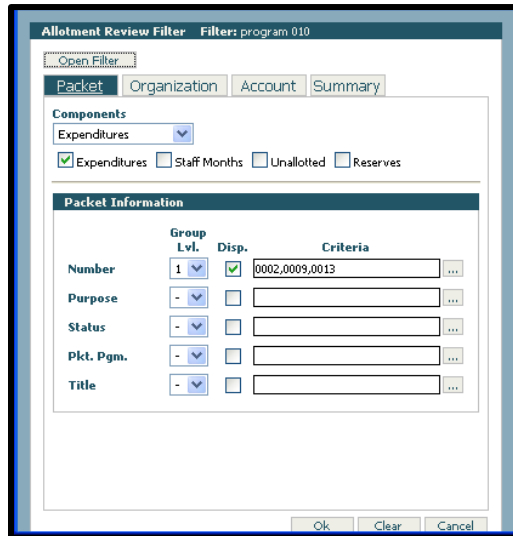 Allotment Review Filter Filter: program 010
Open Filter
Packet Organization Account Summary
Components
Expenditures
Expenditures Staff Months Unallotted Reserves
Packet Information
Group
Lvl. Disp. Criteria
Number 1 0002,0009,0013 ...
Purpose - ...
Status - ...
Pkt. Pgm. - ...
Title - ...
Ok Clear Cancel